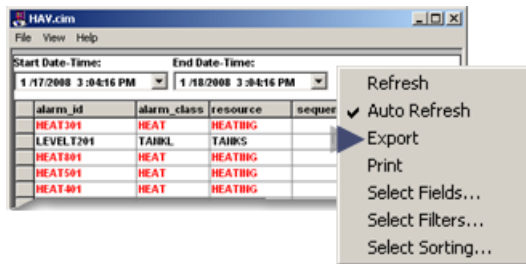 HAV.cim
File View Help
Start Date-Time: End Date-Time:
1 /17/2008 3 :04:16 PM 1 /18/2008 3 :04:16 PM
alarm_id alarm_class resource sequen
HEAT301 HEAT HEATING
LEVELT201 TANKL TANKS
HEAT801 HEAT HEATING
HEAT501 HEAT HEATING
HEAT401 HEAT HEATING
Refresh
Auto Refresh
Export
Print
Select Fields...
Select Filters...
Select Sorting...